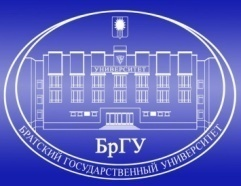 УНИВЕРСИТЕТ
БрГУ
БРАТСКИЙ ГОСУДАРСТВЕННЫЙ УНИВЕРСИТЕТ